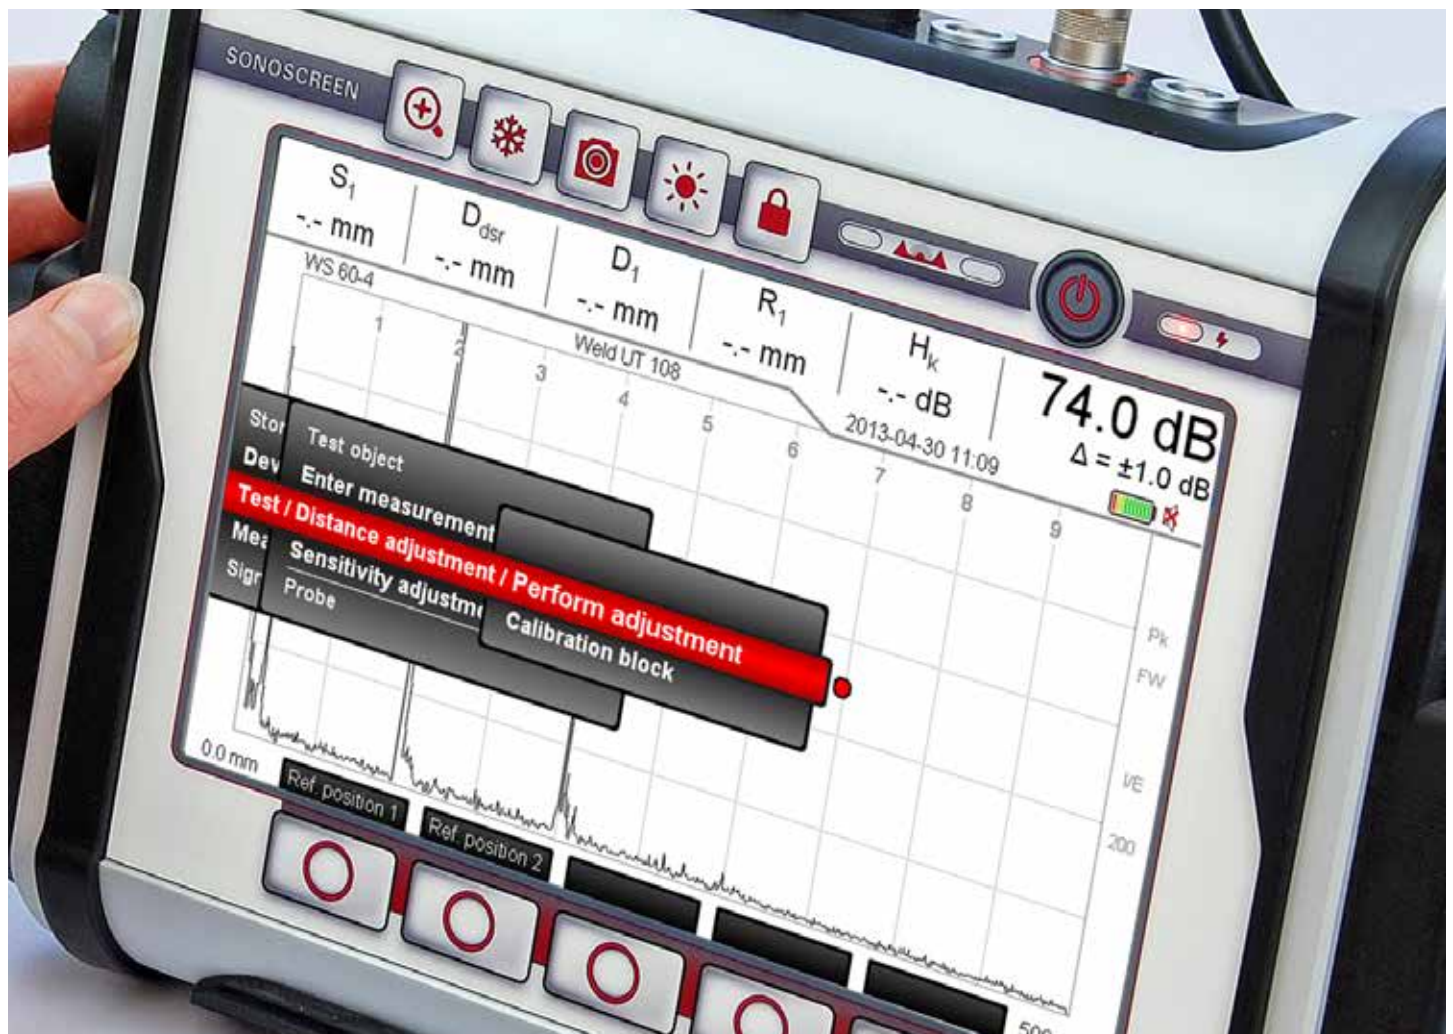 SONOSCREEN
S1
-.- mm
Ddsr
-.- mm
D1
-.- mm
R1
-.- mm
Hk
-.- dB
74.0 dB
Δ = ±1.0 dB
WS 60-4
Weld UT 108
2013-04-30 11:09
1 2 3 4 5 6 7 8 9
Test object
Enter measurement
Test / Distance adjustment / Perform adjustment
Sensitivity adjustme
Calibration block
Probe
Pk
FW
I/E
200
0.0 mm
Ref. position 1
Ref. position 2